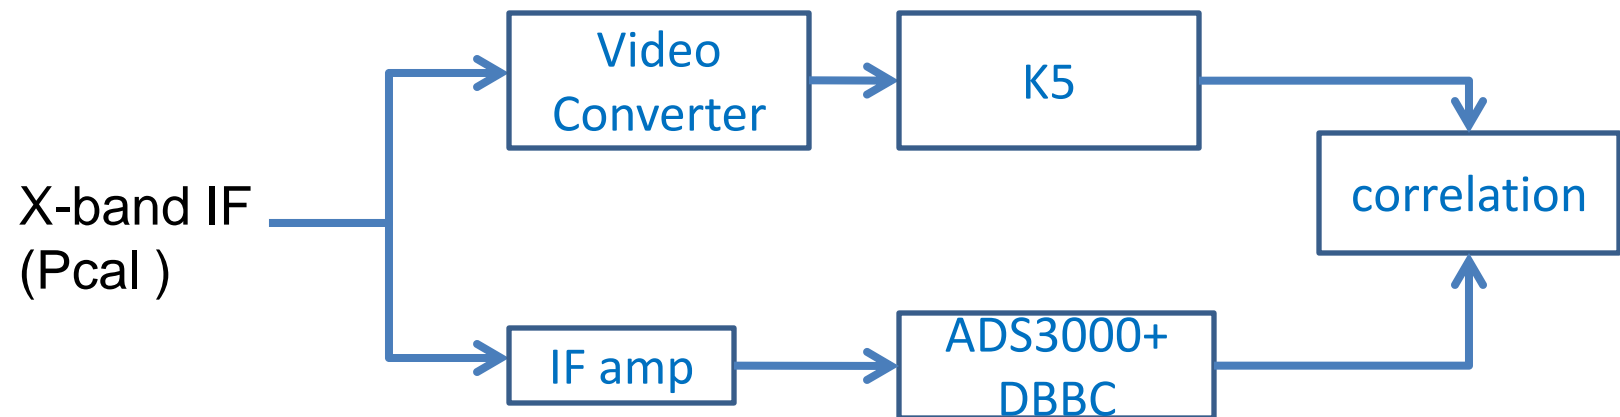 Video
Converter
K5
X-band IF
(Pcal )
correlation
IF amp
ADS3000+
DBBC